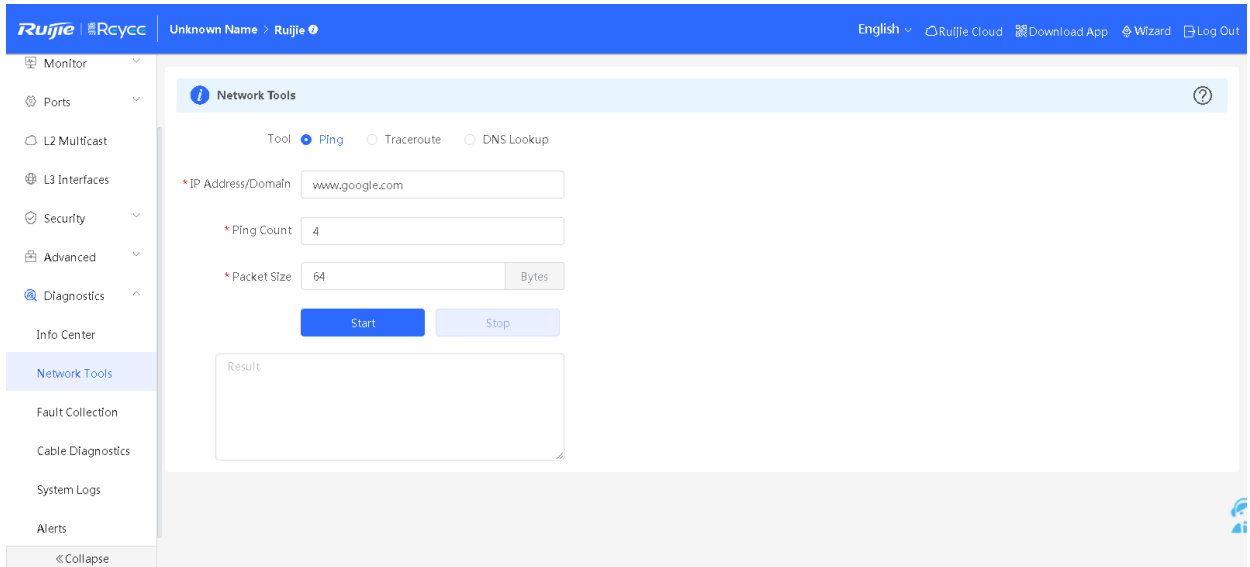 Ruijie Rcycc Unknown Name > Ruijie English Ruijie Cloud Download App Wizard Log Out
Monitor
Ports
L2 Multicast
L3 Interfaces
Security
Advanced
Diagnostics
Info Center
Network Tools
Fault Collection
Cable Diagnostics
System Logs
Alerts
«Collapse
Network Tools
Tool Ping Traceroute DNS Lookup
* IP Address/Domain www.google.com
* Ping Count 4
* Packet Size 64 Bytes
Start Stop
Result